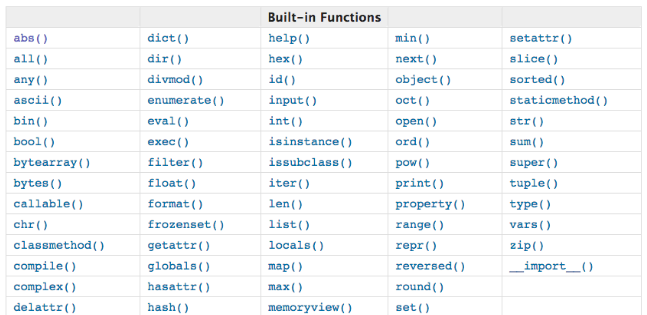 Built-in Functions
abs() dict() help() min() setattr()
all() dir() hex() next() slice()
any() divmod() id() object() sorted()
ascii() enumerate() input() oct() staticmethod()
bin() eval() int() open() str()
bool() exec() isinstance() ord() sum()
bytearray() filter() issubclass() pow() super()
bytes() float() iter() print() tuple()
callable() format() len() property() type()
chr() frozenset() list() range() vars()
classmethod() getattr() locals() repr() zip()
compile() globals() map() reversed() __import__()
complex() hasattr() max() round()
delattr() hash() memoryview() set()